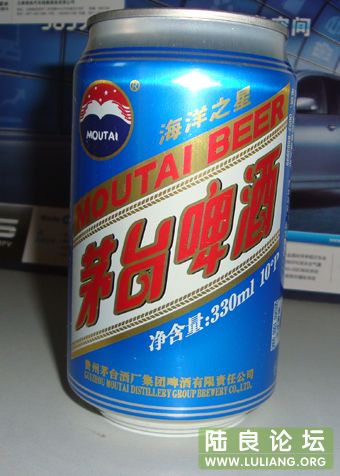 空间
MOUTAI
®
海洋之星
MOUTAI BEER
茅台啤酒
净含量:330ml 10°P
贵州茅台酒厂集团啤酒有限责任公司
GUIZHOU MOUTAI DISTILLERY GROUP BREWERY CO.,LTD.
陆良论坛
WWW.LULIANG.ORG